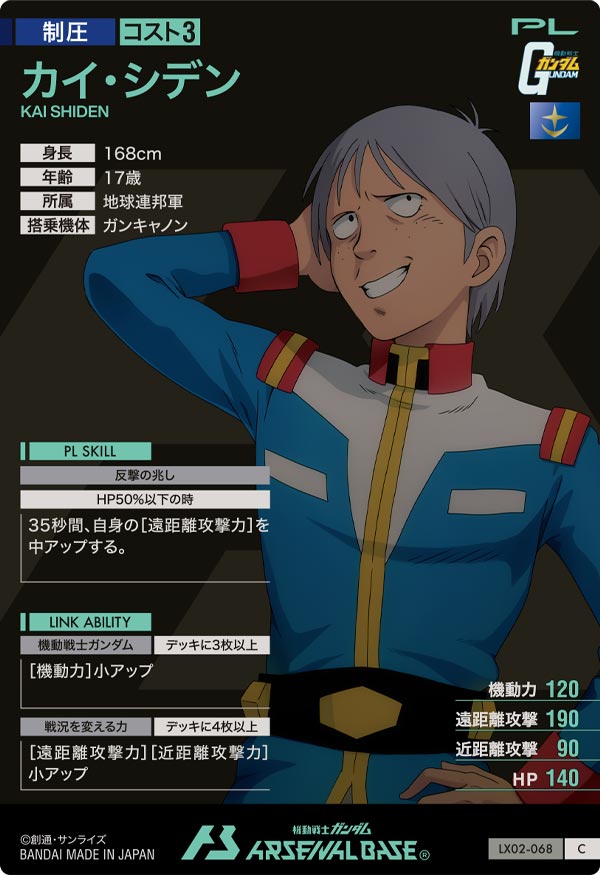 制圧 コスト3
PL
カイ・シデン
KAI SHIDEN
機動戦士
ガンダム
GUNDAM
身長 168cm
年齢 17歳
所属 地球連邦軍
搭乗機体 ガンキャノン
PL SKILL
反撃の兆し
HP50%以下の時
35秒間、自身の[遠距離攻撃力]を
中アップする。
LINK ABILITY
機動戦士ガンダム デッキに3枚以上
[機動力]小アップ
戦況を変える力 デッキに4枚以上
[遠距離攻撃力][近距離攻撃力]
小アップ
機動力 120
遠距離攻撃 190
近距離攻撃 90
HP 140
©創通・サンライズ
BANDAI MADE IN JAPAN
機動戦士ガンダム
ARSENAL BASE®
LX02-068 C